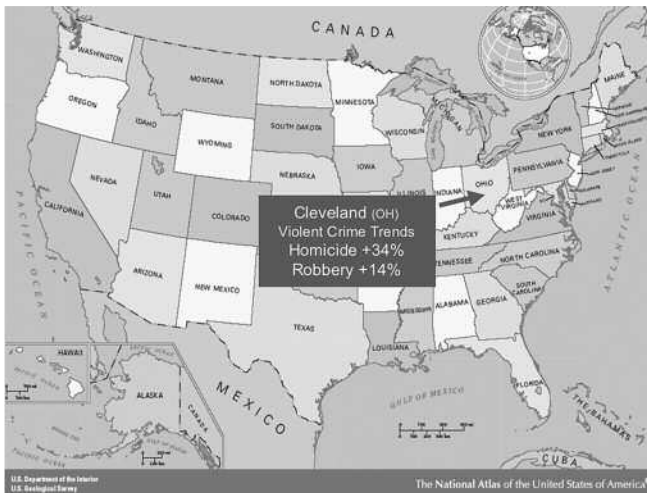 CANADA
WASHINGTON
MONTANA
NORTH DAKOTA
MINNESOTA
MAINE
OREGON
IDAHO
SOUTH DAKOTA
WISCONSIN
MICHIGAN
NEW YORK
WYOMING
IOWA
PENNSYLVANIA
NEBRASKA
NEVADA
UTAH
COLORADO
ILLINOIS
INDIANA
OHIO
WEST VIRGINIA
VIRGINIA
CALIFORNIA
KENTUCKY
Cleveland (OH)
Violent Crime Trends
Homicide +34%
Robbery +14%
TENNESSEE
NORTH CAROLINA
SOUTH CAROLINA
ARIZONA
NEW MEXICO
MISSISSIPPI
ALABAMA
GEORGIA
TEXAS
LOUISIANA
FLORIDA
PACIFIC OCEAN
ATLANTIC OCEAN
HAWAII
ALASKA
CANADA
MEXICO
GULF OF MEXICO
THE BAHAMAS
CUBA
U.S. Department of the Interior
U.S. Geological Survey
The National Atlas of the United States of America